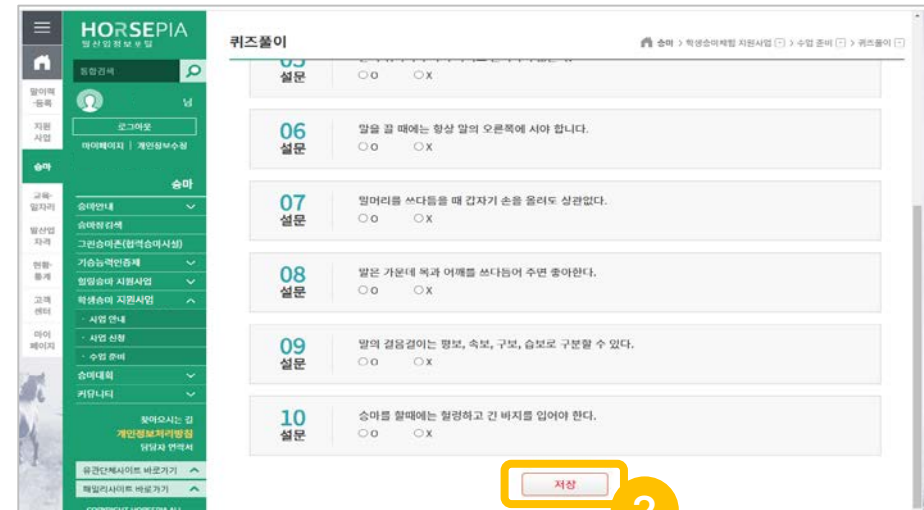 HORSEPIA
말산업정보포털
통합검색
님
로그아웃
마이페이지 | 개인정보수정
말이력
-등록
지원
사업
승마
교육-
일자리
말산업
자격
현황-
통계
고객
센터
마이
페이지
승마
승마안내
승마장검색
그린승마존(협력승마시설)
기승능력인증제
힐링승마 지원사업
학생승마 지원사업
· 사업 안내
· 사업 신청
· 수업 준비
승마대회
커뮤니티
찾아오시는 길
개인정보처리방침
담당자 연락처
유관단체사이트 바로가기
패밀리사이트 바로가기
퀴즈풀이
승마 > 학생승마체험 지원사업 > 수업 준비 > 퀴즈풀이
05
설문
O X
06
설문
말을 끌 때에는 항상 말의 오른쪽에 서야 합니다.
O X
07
설문
말머리를 쓰다듬을 때 갑자기 손을 올려도 상관없다.
O X
08
설문
말은 가운데 목과 어깨를 쓰다듬어 주면 좋아한다.
O X
09
설문
말의 걸음걸이는 평보, 속보, 구보, 습보로 구분할 수 있다.
O X
10
설문
승마를 할때에는 헐렁하고 긴 바지를 입어야 한다.
O X
저장
2